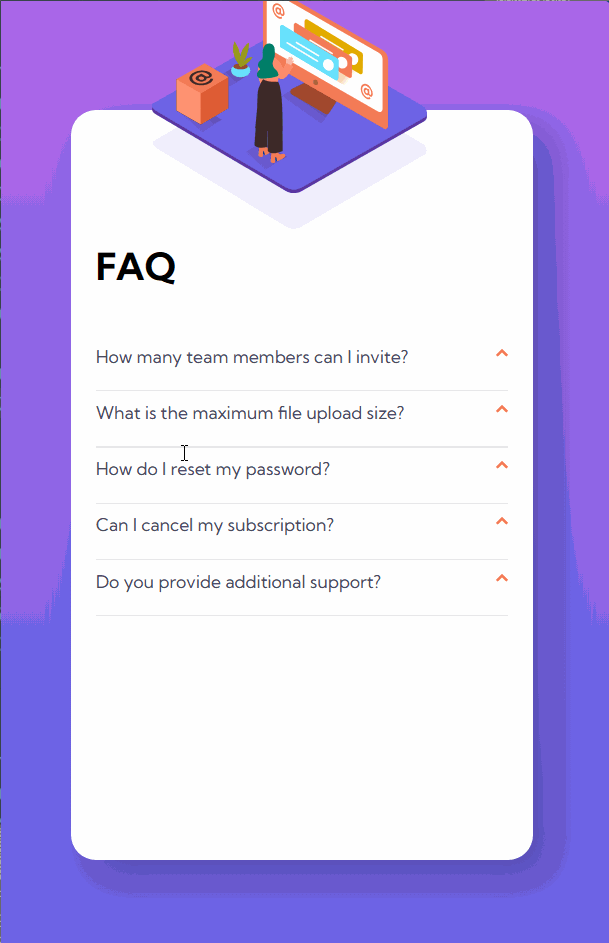 FAQ
How many team members can I invite?
What is the maximum file upload size?
How do I reset my password?
Can I cancel my subscription?
Do you provide additional support?